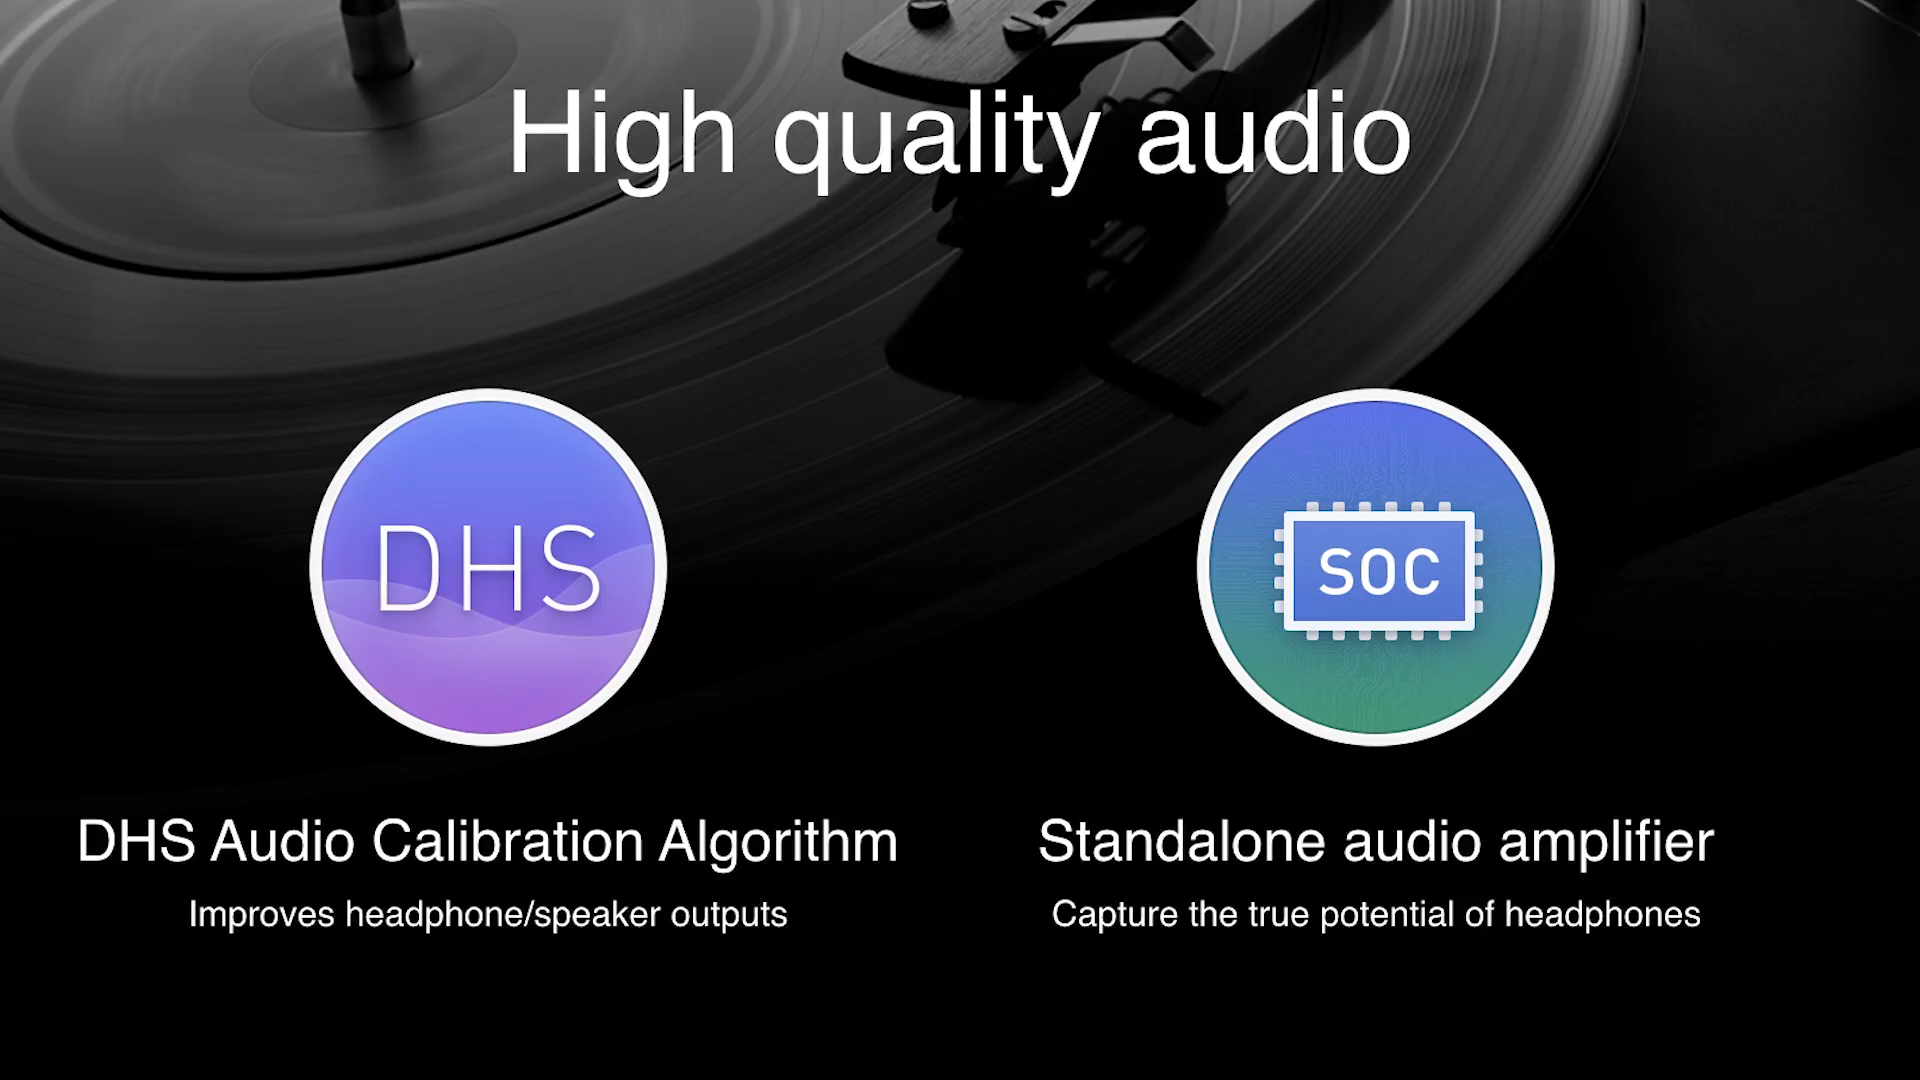 High quality audio
DHS
SOC
DHS Audio Calibration Algorithm
Standalone audio amplifier
Improves headphone/speaker outputs
Capture the true potential of headphones